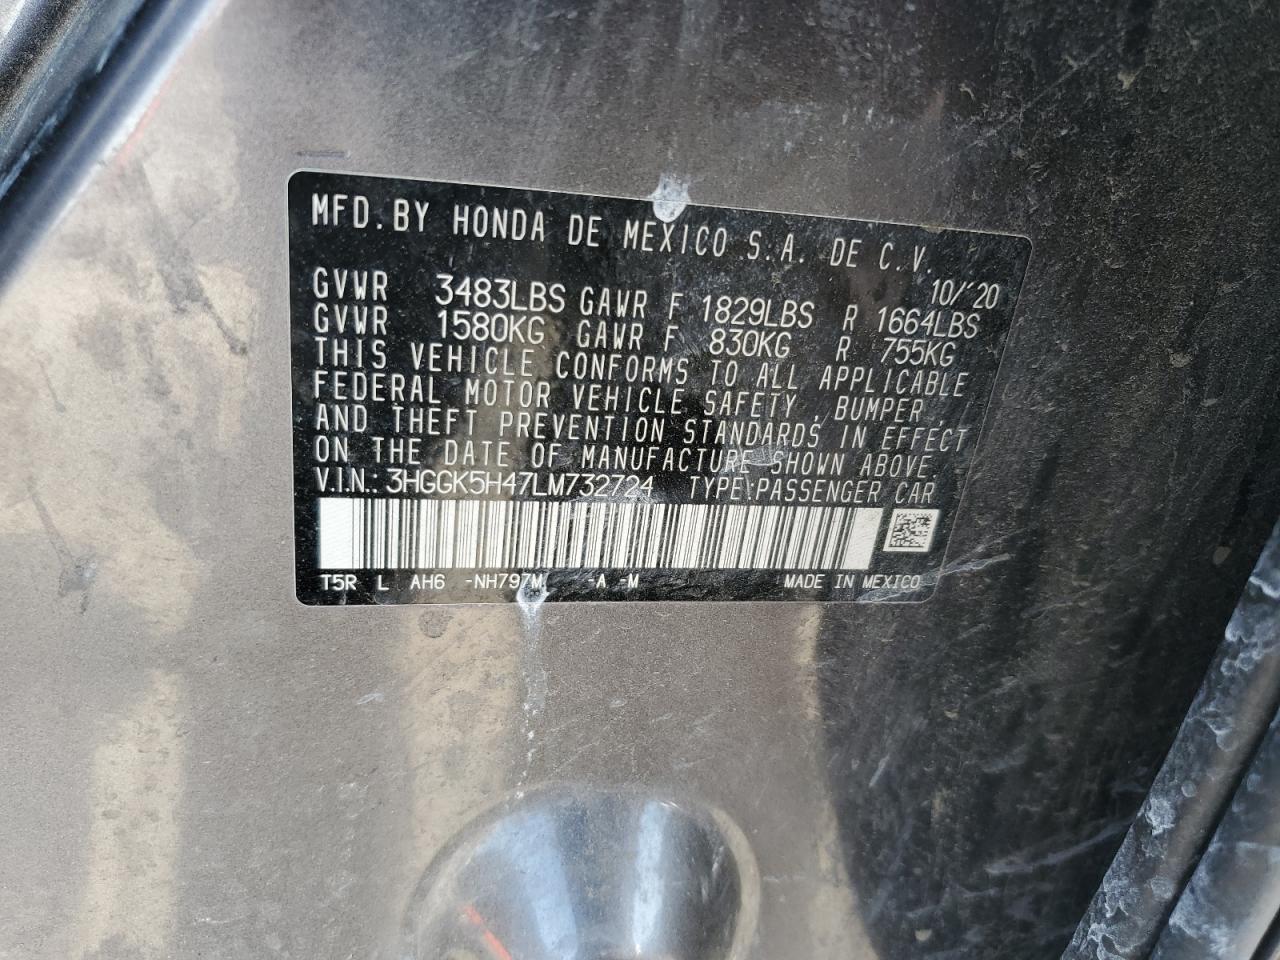 MFD. BY HONDA DE MEXICO S.A. DE C.V.
10/'20
GVWR 3483LBS GAWR F 1829LBS R 1664LBS
GVWR 1580KG GAWR F 830KG R 755KG
THIS VEHICLE CONFORMS TO ALL APPLICABLE
FEDERAL MOTOR VEHICLE SAFETY, BUMPER,
AND THEFT PREVENTION STANDARDS IN EFFECT
ON THE DATE OF MANUFACTURE SHOWN ABOVE.
V.I.N.: 3HGGK5H47LM732724 TYPE:PASSENGER CAR
T5R L AH6 -NH797M -A -M MADE IN MEXICO